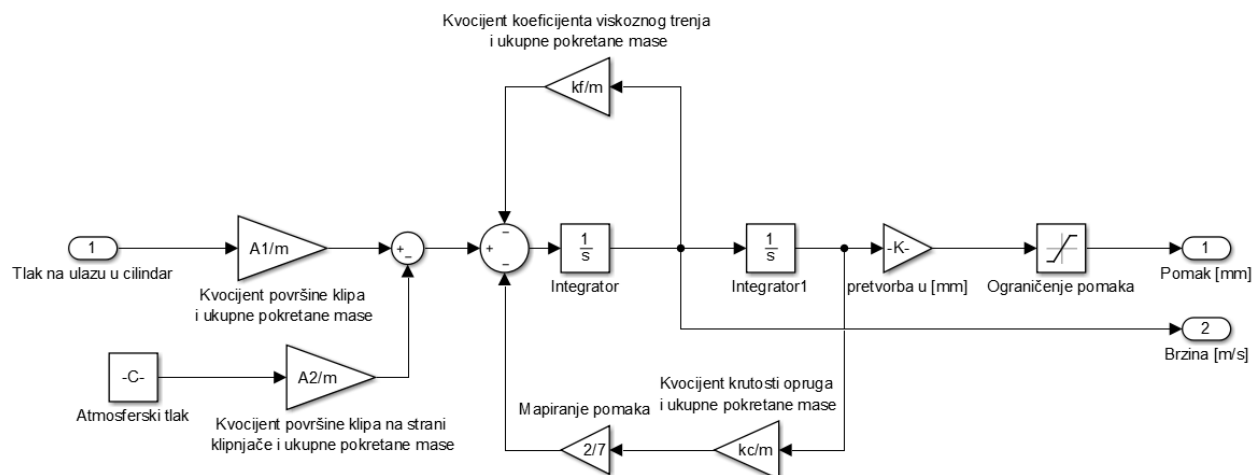 Kvocijent koeficijenta viskoznog trenja
i ukupne pokretane mase
kf/m
1
Tlak na ulazu u cilindar
A1/m
Kvocijent površine klipa
i ukupne pokretane mase
-C-
Atmosferski tlak
A2/m
Kvocijent površine klipa na strani
klipnjače i ukupne pokretane mase
+
−
−
+
−
1
s
Integrator
1
s
Integrator1
-K-
pretvorba u [mm]
Ograničenje pomaka
1
Pomak [mm]
2
Brzina [m/s]
Mapiranje pomaka
2/7
Kvocijent krutosti opruga
i ukupne pokretane mase
kc/m